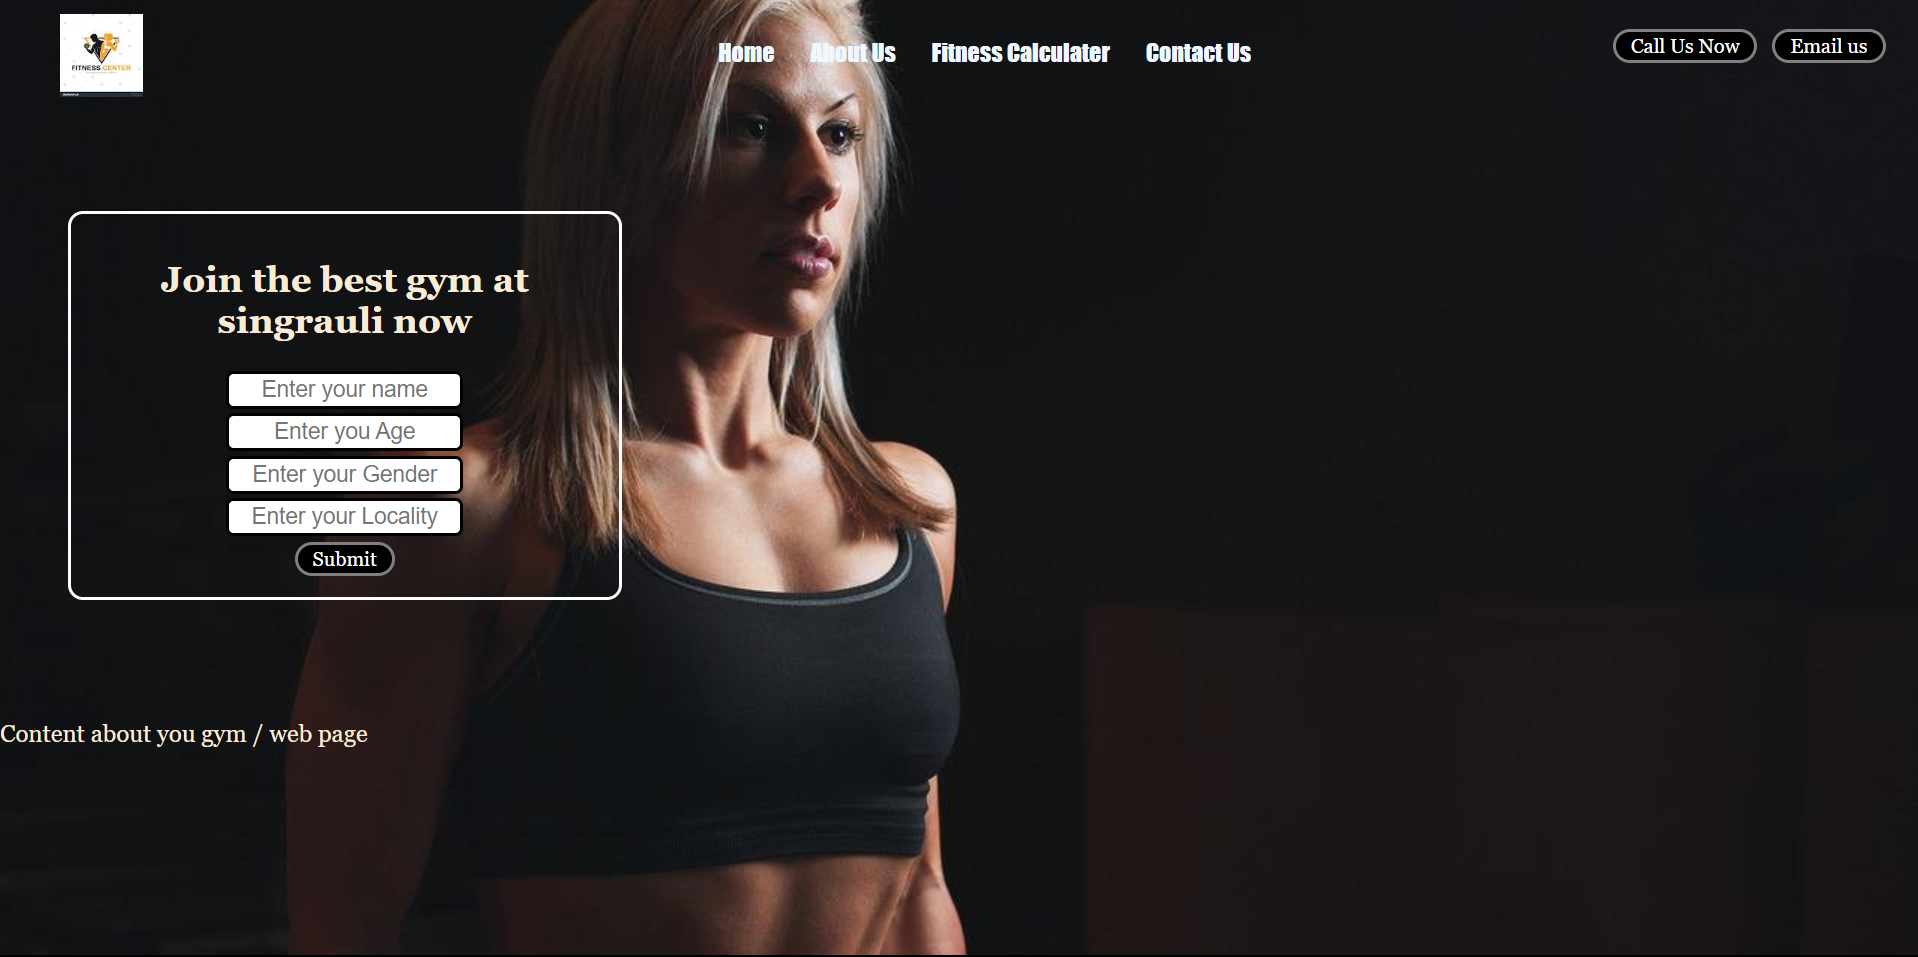 FITNESS CENTER
Home
About Us
Fitness Calculater
Contact Us
Call Us Now
Email us
Join the best gym at
singrauli now
Enter your name
Enter you Age
Enter your Gender
Enter your Locality
Submit
Content about you gym / web page